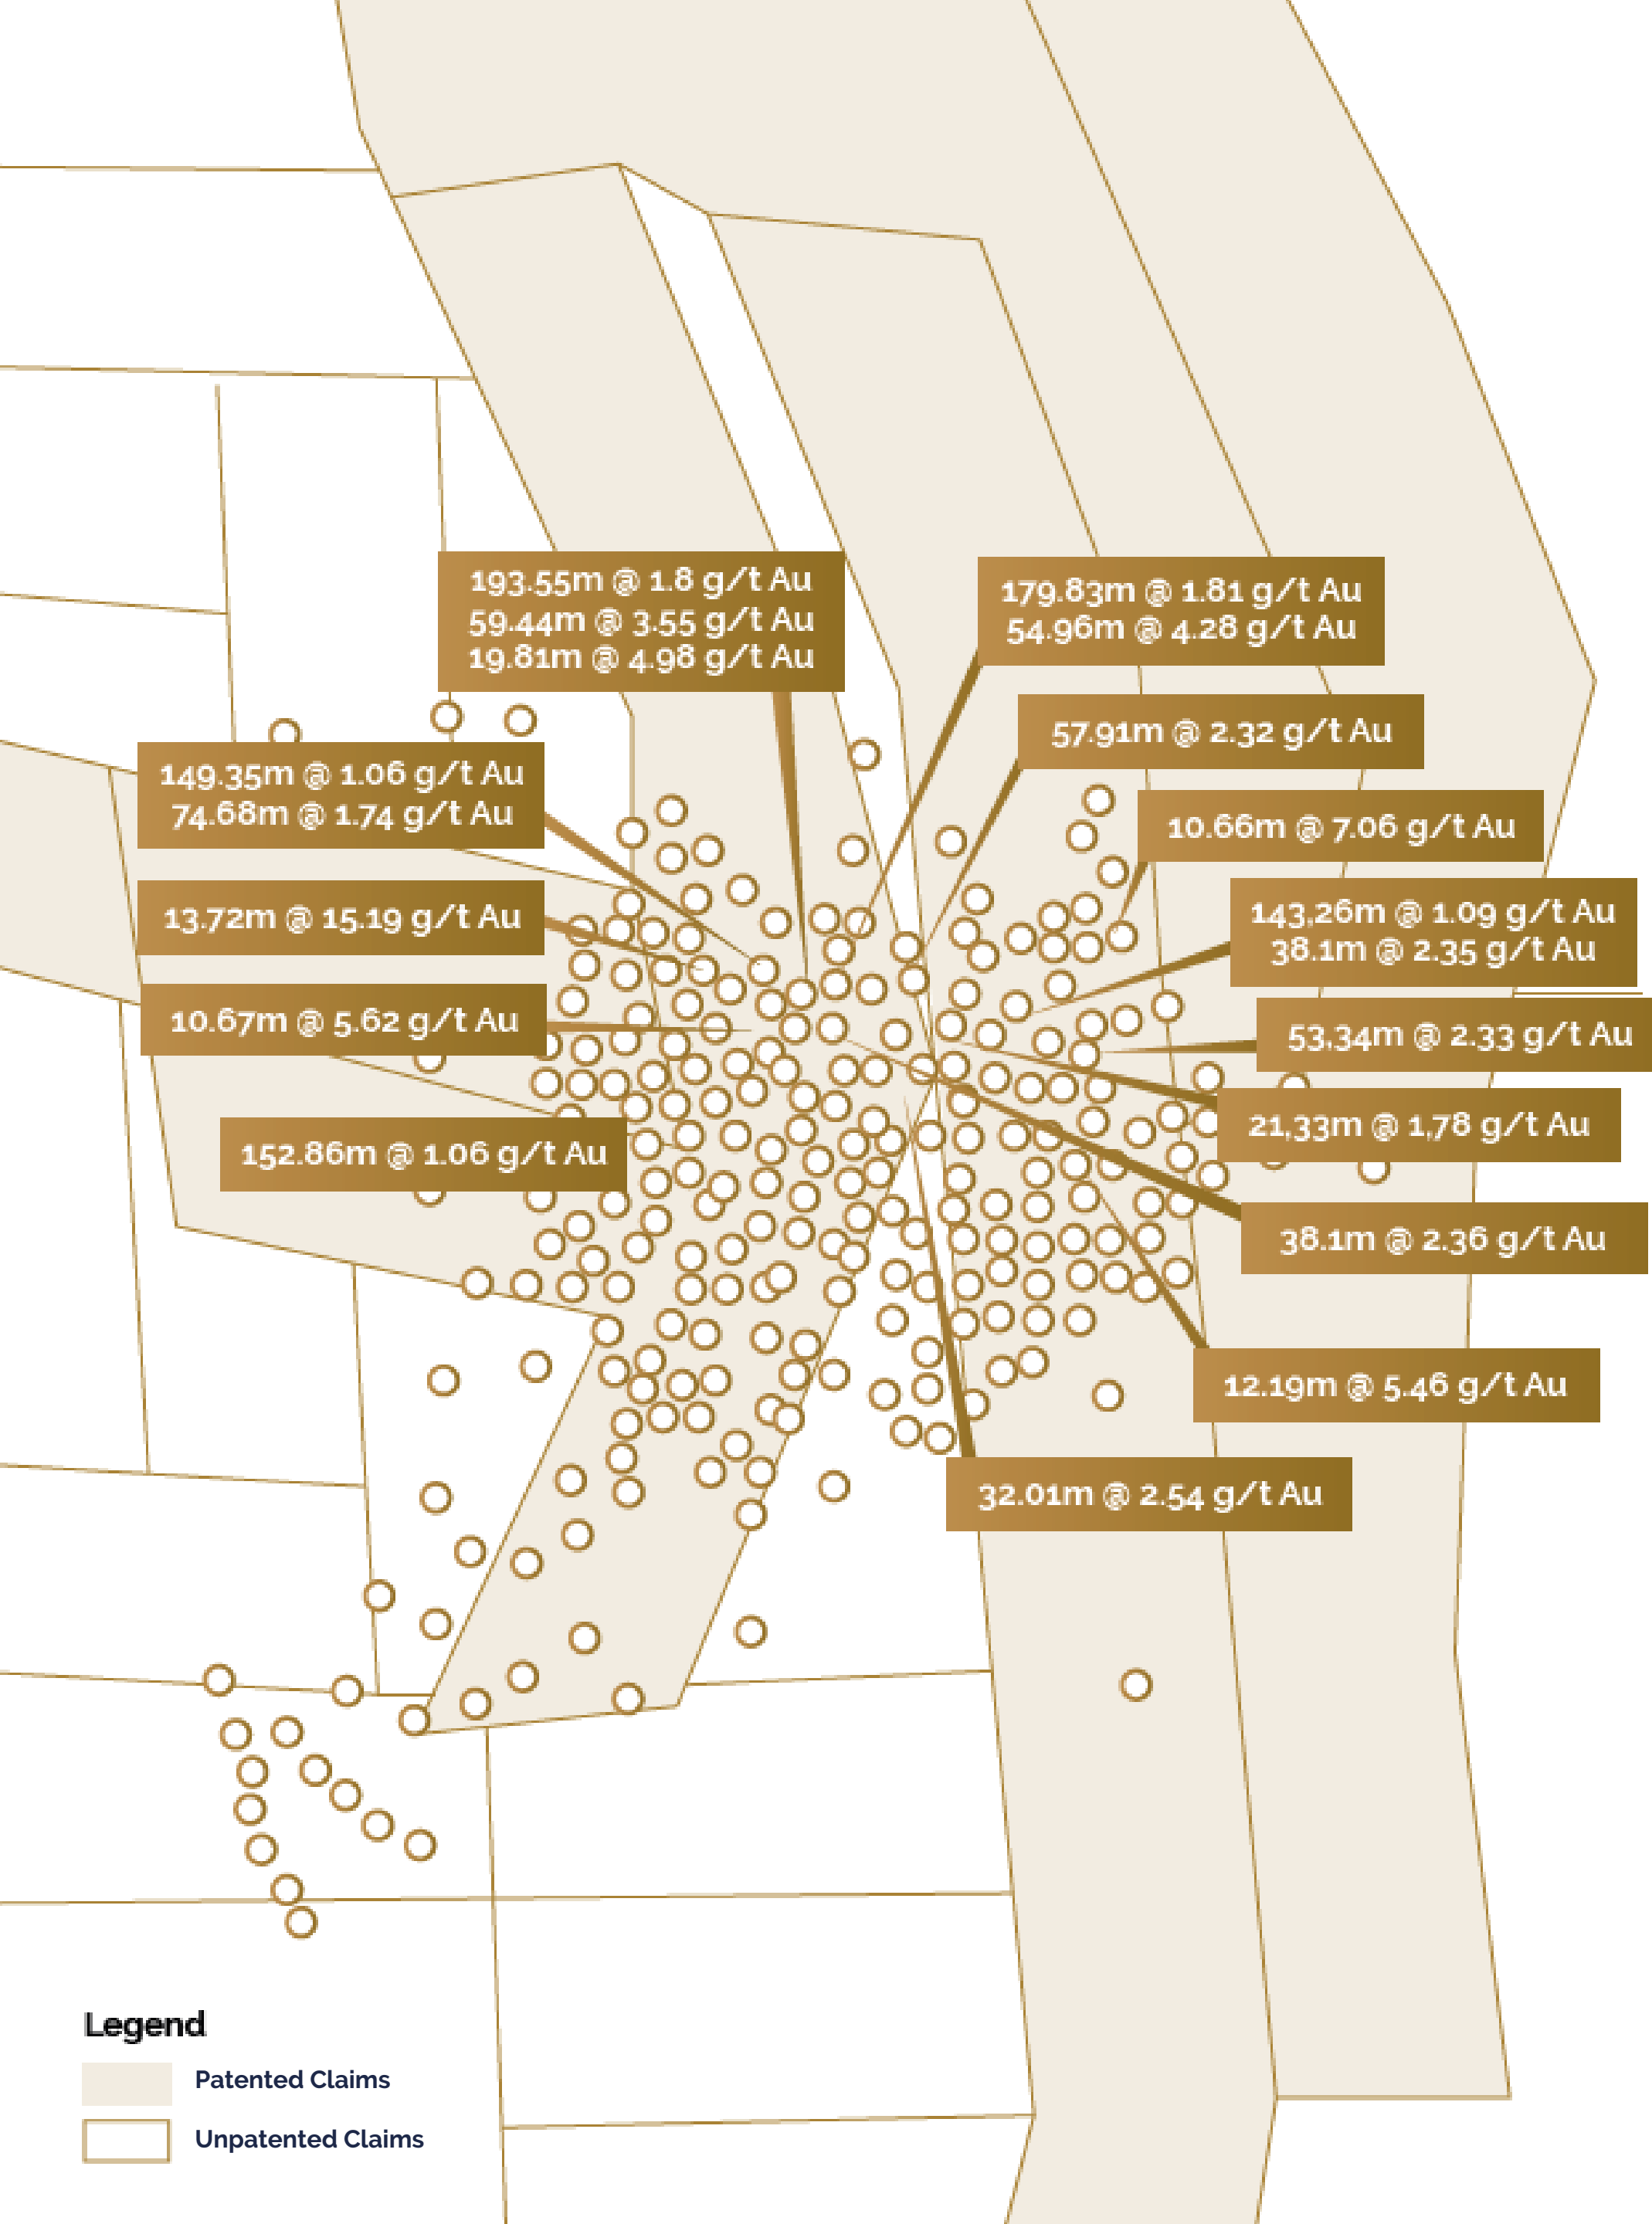 193.55m @ 1.8 g/t Au
59.44m @ 3.55 g/t Au
19.81m @ 4.98 g/t Au
179.83m @ 1.81 g/t Au
54.96m @ 4.28 g/t Au
57.91m @ 2.32 g/t Au
149.35m @ 1.06 g/t Au
74.68m @ 1.74 g/t Au
10.66m @ 7.06 g/t Au
13.72m @ 15.19 g/t Au
143,26m @ 1.09 g/t Au
38.1m @ 2.35 g/t Au
10.67m @ 5.62 g/t Au
53,34m @ 2.33 g/t Au
21,33m @ 1,78 g/t Au
152.86m @ 1.06 g/t Au
38.1m @ 2.36 g/t Au
12.19m @ 5.46 g/t Au
32.01m @ 2.54 g/t Au
Legend
Patented Claims
Unpatented Claims